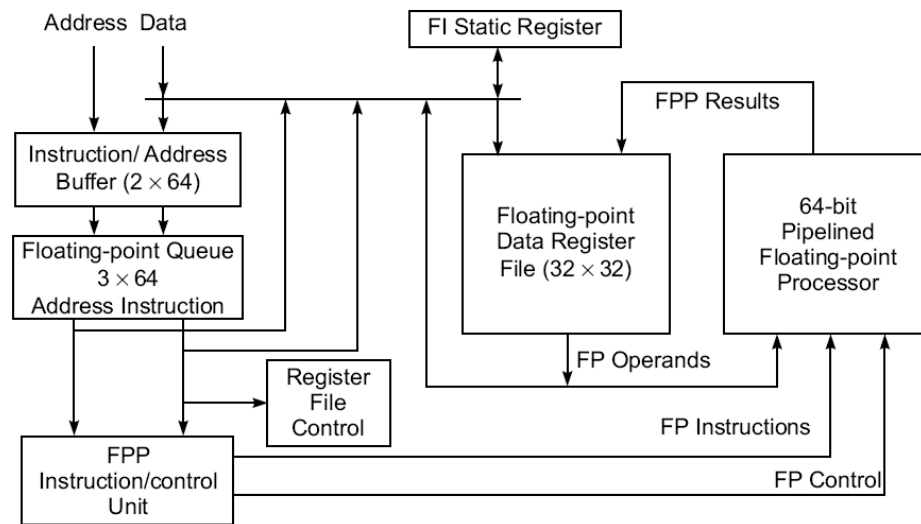 Address Data
FI Static Register
FPP Results
Instruction/ Address
Buffer (2 × 64)
Floating-point Queue
3 × 64
Address Instruction
Floating-point
Data Register
File (32 × 32)
64-bit
Pipelined
Floating-point
Processor
FP Operands
Register
File
Control
FP Instructions
FPP
Instruction/control
Unit
FP Control